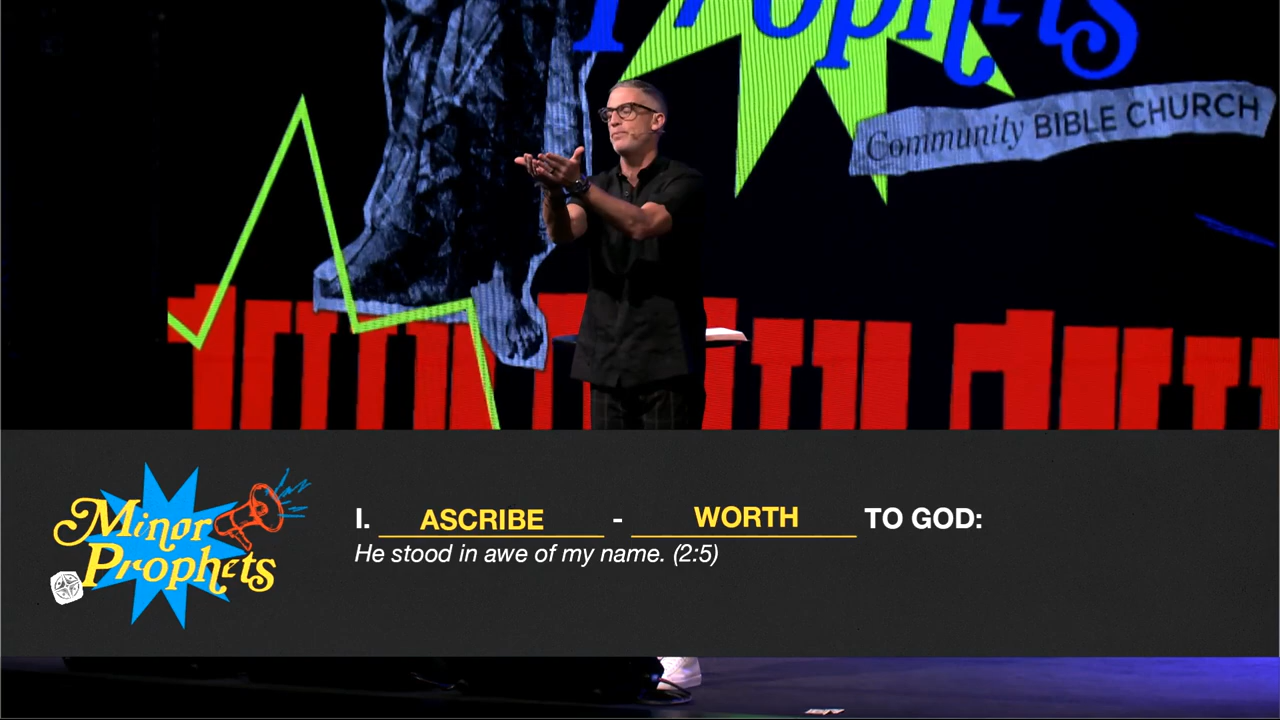 Prophets
Community BIBLE CHURCH
Minor
Prophets
I. ASCRIBE - WORTH TO GOD:
He stood in awe of my name. (2:5)